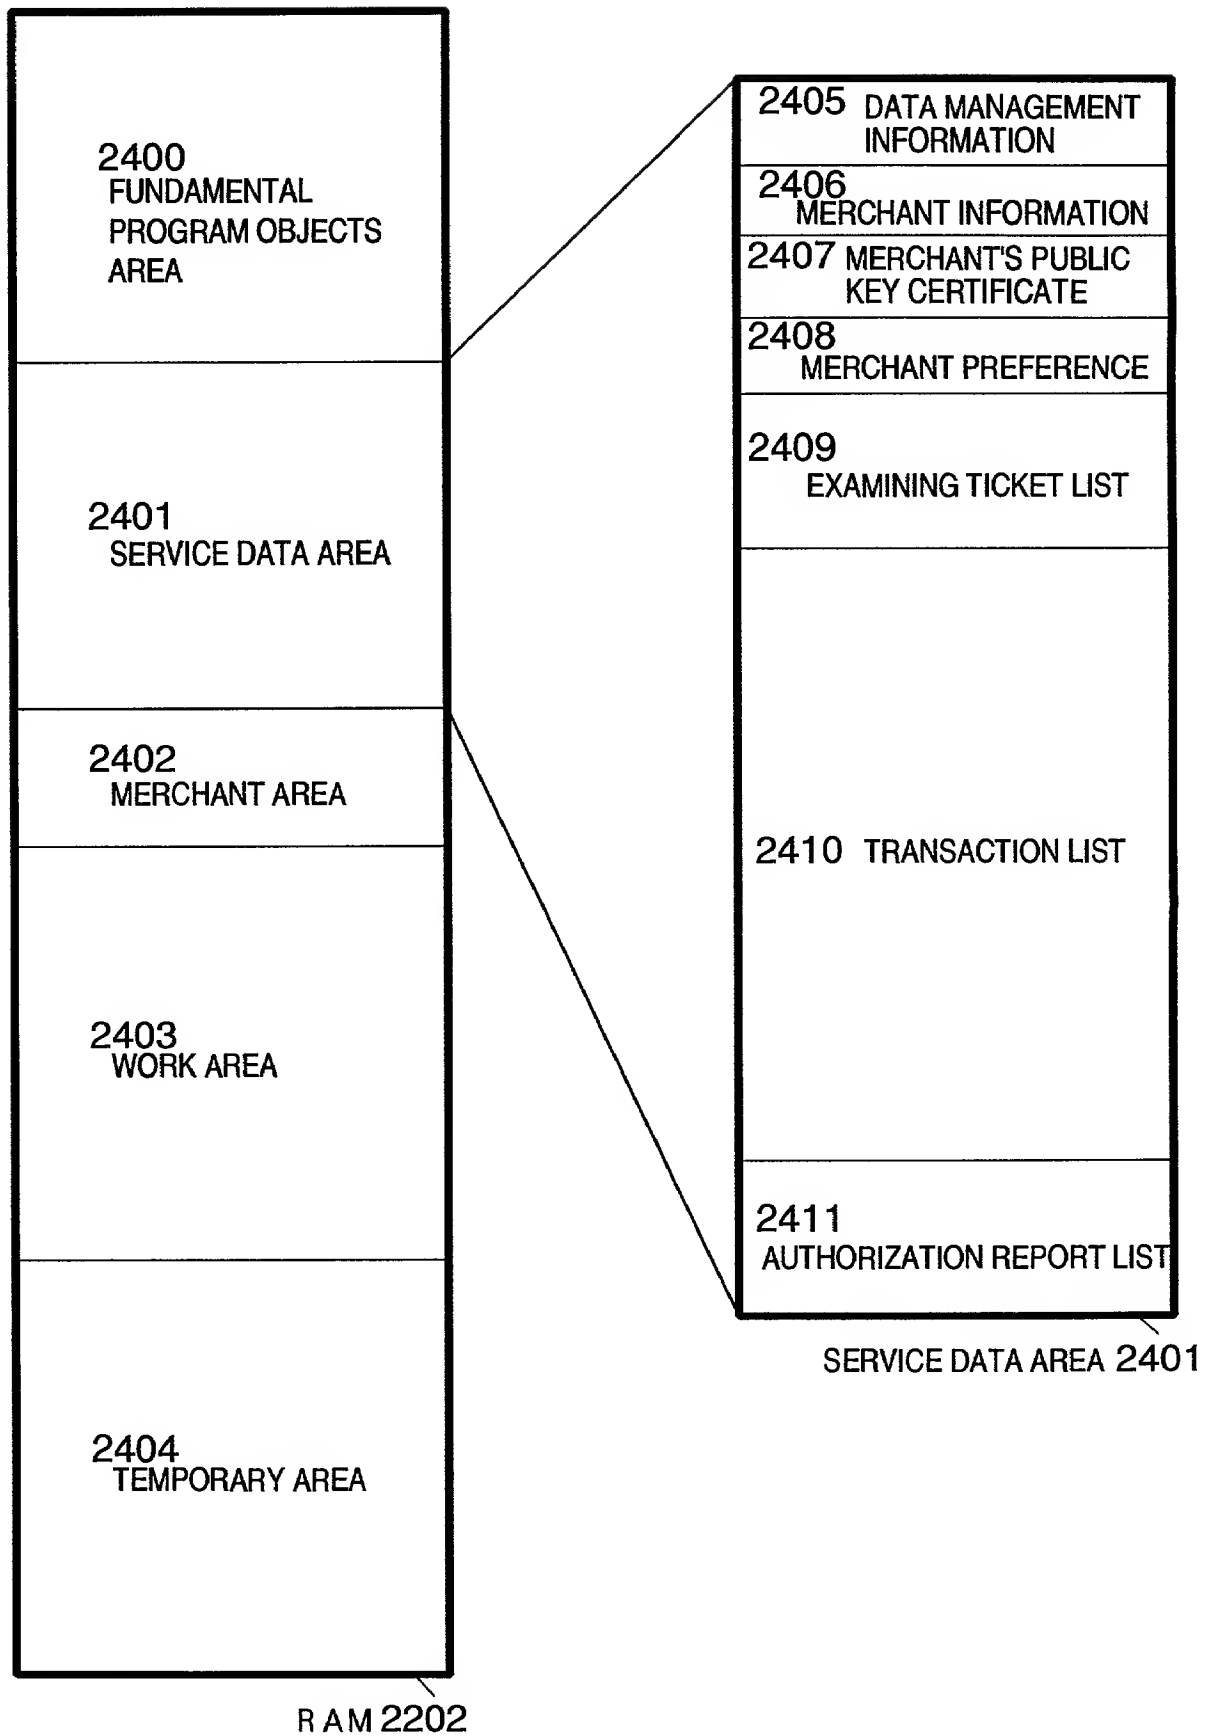 2400
FUNDAMENTAL
PROGRAM OBJECTS
AREA
2401
SERVICE DATA AREA
2402
MERCHANT AREA
2403
WORK AREA
2404
TEMPORARY AREA
RAM 2202
2405 DATA MANAGEMENT
INFORMATION
2406
MERCHANT INFORMATION
2407 MERCHANT'S PUBLIC
KEY CERTIFICATE
2408
MERCHANT PREFERENCE
2409
EXAMINING TICKET LIST
2410 TRANSACTION LIST
2411
AUTHORIZATION REPORT LIST
SERVICE DATA AREA 2401